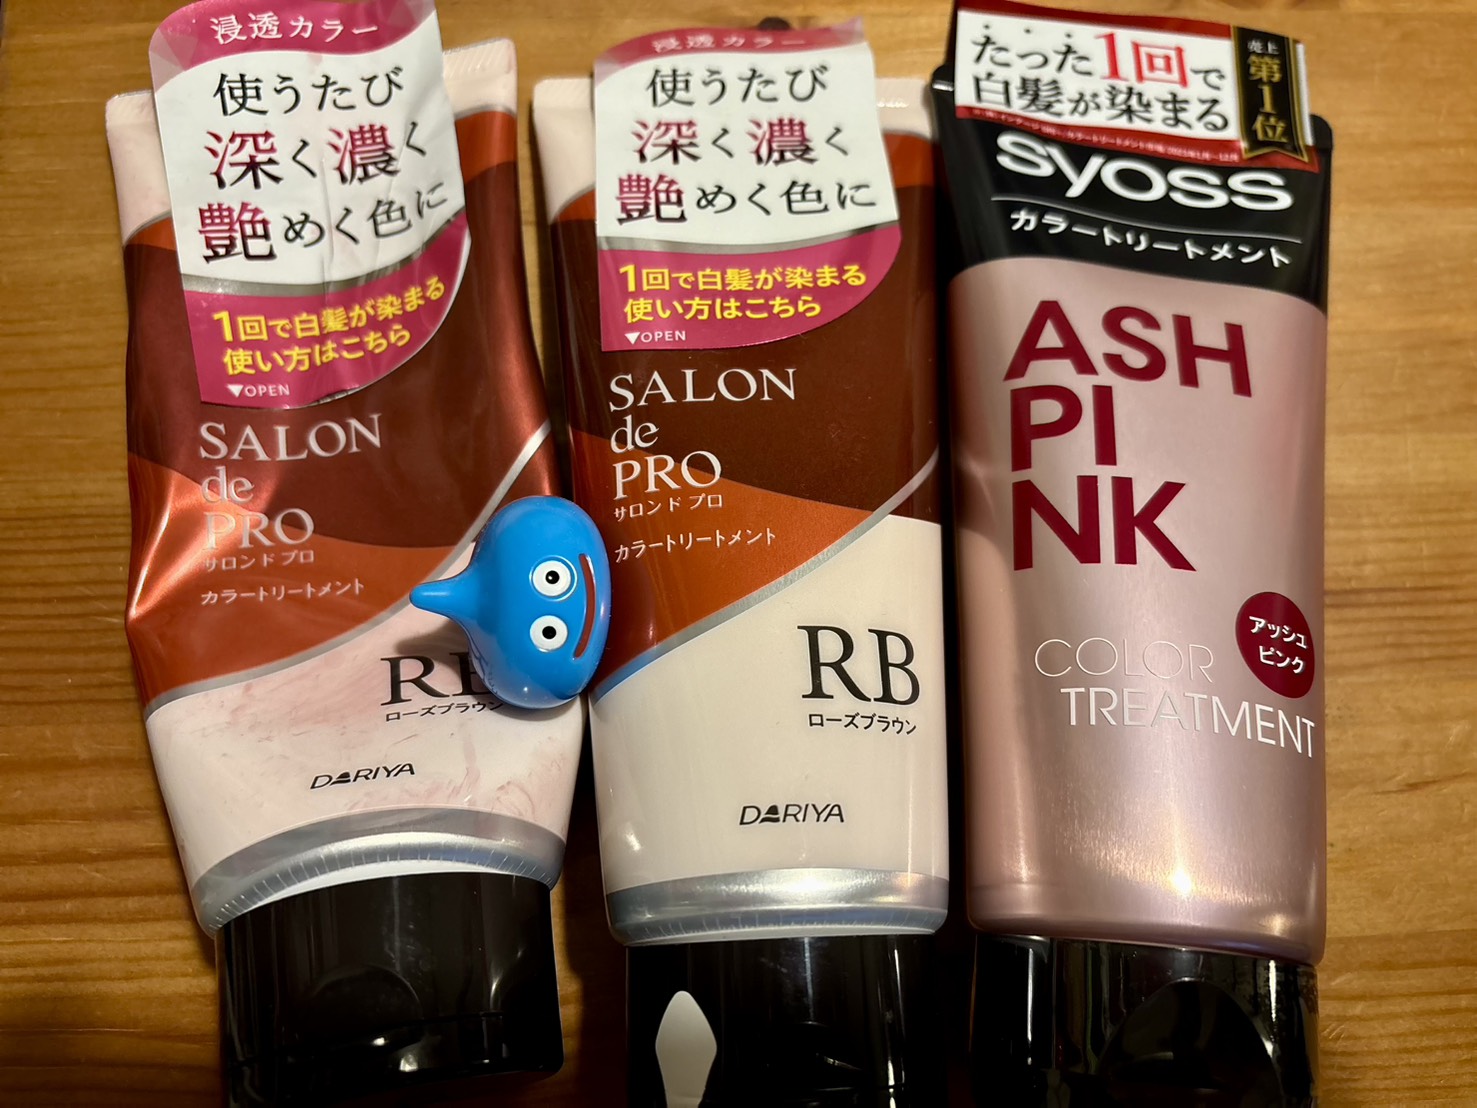 浸透カラー
使うたび
深く濃く
艶めく色に
1回で白髪が染まる
使い方はこちら
▼OPEN
SALON
de
PRO
サロンド プロ
カラートリートメント
ローズブラウン
DARIYA
浸透カラー
使うたび
深く濃く
艶めく色に
1回で白髪が染まる
使い方はこちら
▼OPEN
SALON
de
PRO
サロンド プロ
カラートリートメント
RB
ローズブラウン
DARIYA
たった1回で
白髪が染まる
売上
第1位
syoss
カラートリートメント
ASH
PI
NK
アッシュ
ピンク
COLOR
TREATMENT